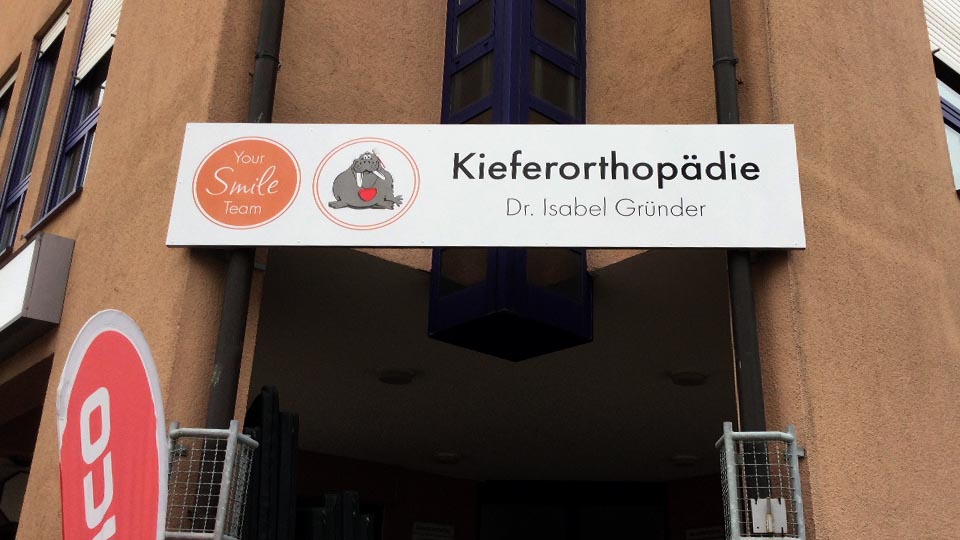 Your
Smile
Team
Kieferorthopädie
Dr. Isabel Gründer